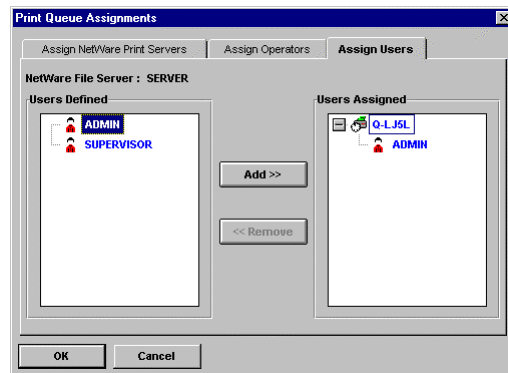 Print Queue Assignments
Assign NetWare Print Servers
Assign Operators
Assign Users
NetWare File Server : SERVER
Users Defined
ADMIN
SUPERVISOR
Add >>
<< Remove
Users Assigned
Q-LJ5L
ADMIN
OK
Cancel